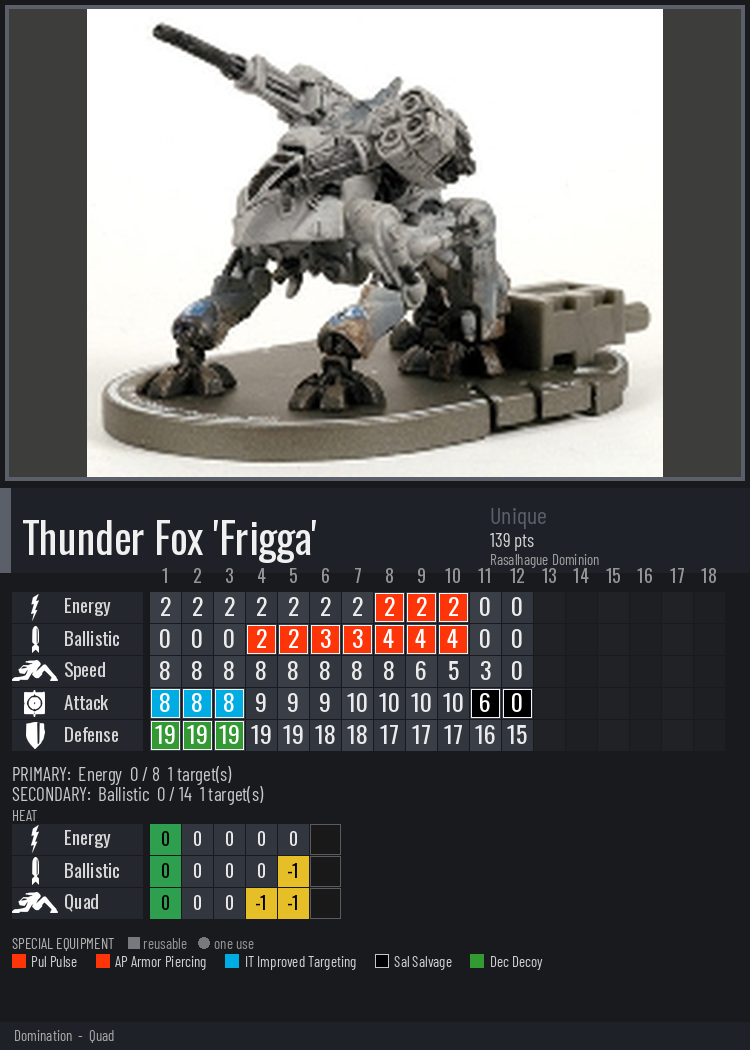 Thunder Fox 'Frigga'
Unique
139 pts
Rasalhague Dominion
1 2 3 4 5 6 7 8 9 10 11 12 13 14 15 16 17 18
Energy 2 2 2 2 2 2 2 2 2 2 0 0
Ballistic 0 0 0 2 2 3 3 4 4 4 0 0
Speed 8 8 8 8 8 8 8 8 6 5 3 0
Attack 8 8 8 9 9 9 10 10 10 10 6 0
Defense 19 19 19 19 19 18 18 17 17 17 16 15
PRIMARY: Energy 0 / 8 1 target(s)
SECONDARY: Ballistic 0 / 14 1 target(s)
HEAT
Energy 0 0 0 0 0
Ballistic 0 0 0 0 -1
Quad 0 0 0 -1 -1
SPECIAL EQUIPMENT reusable one use
Pul Pulse AP Armor Piercing IT Improved Targeting Sal Salvage Dec Decoy
Domination - Quad